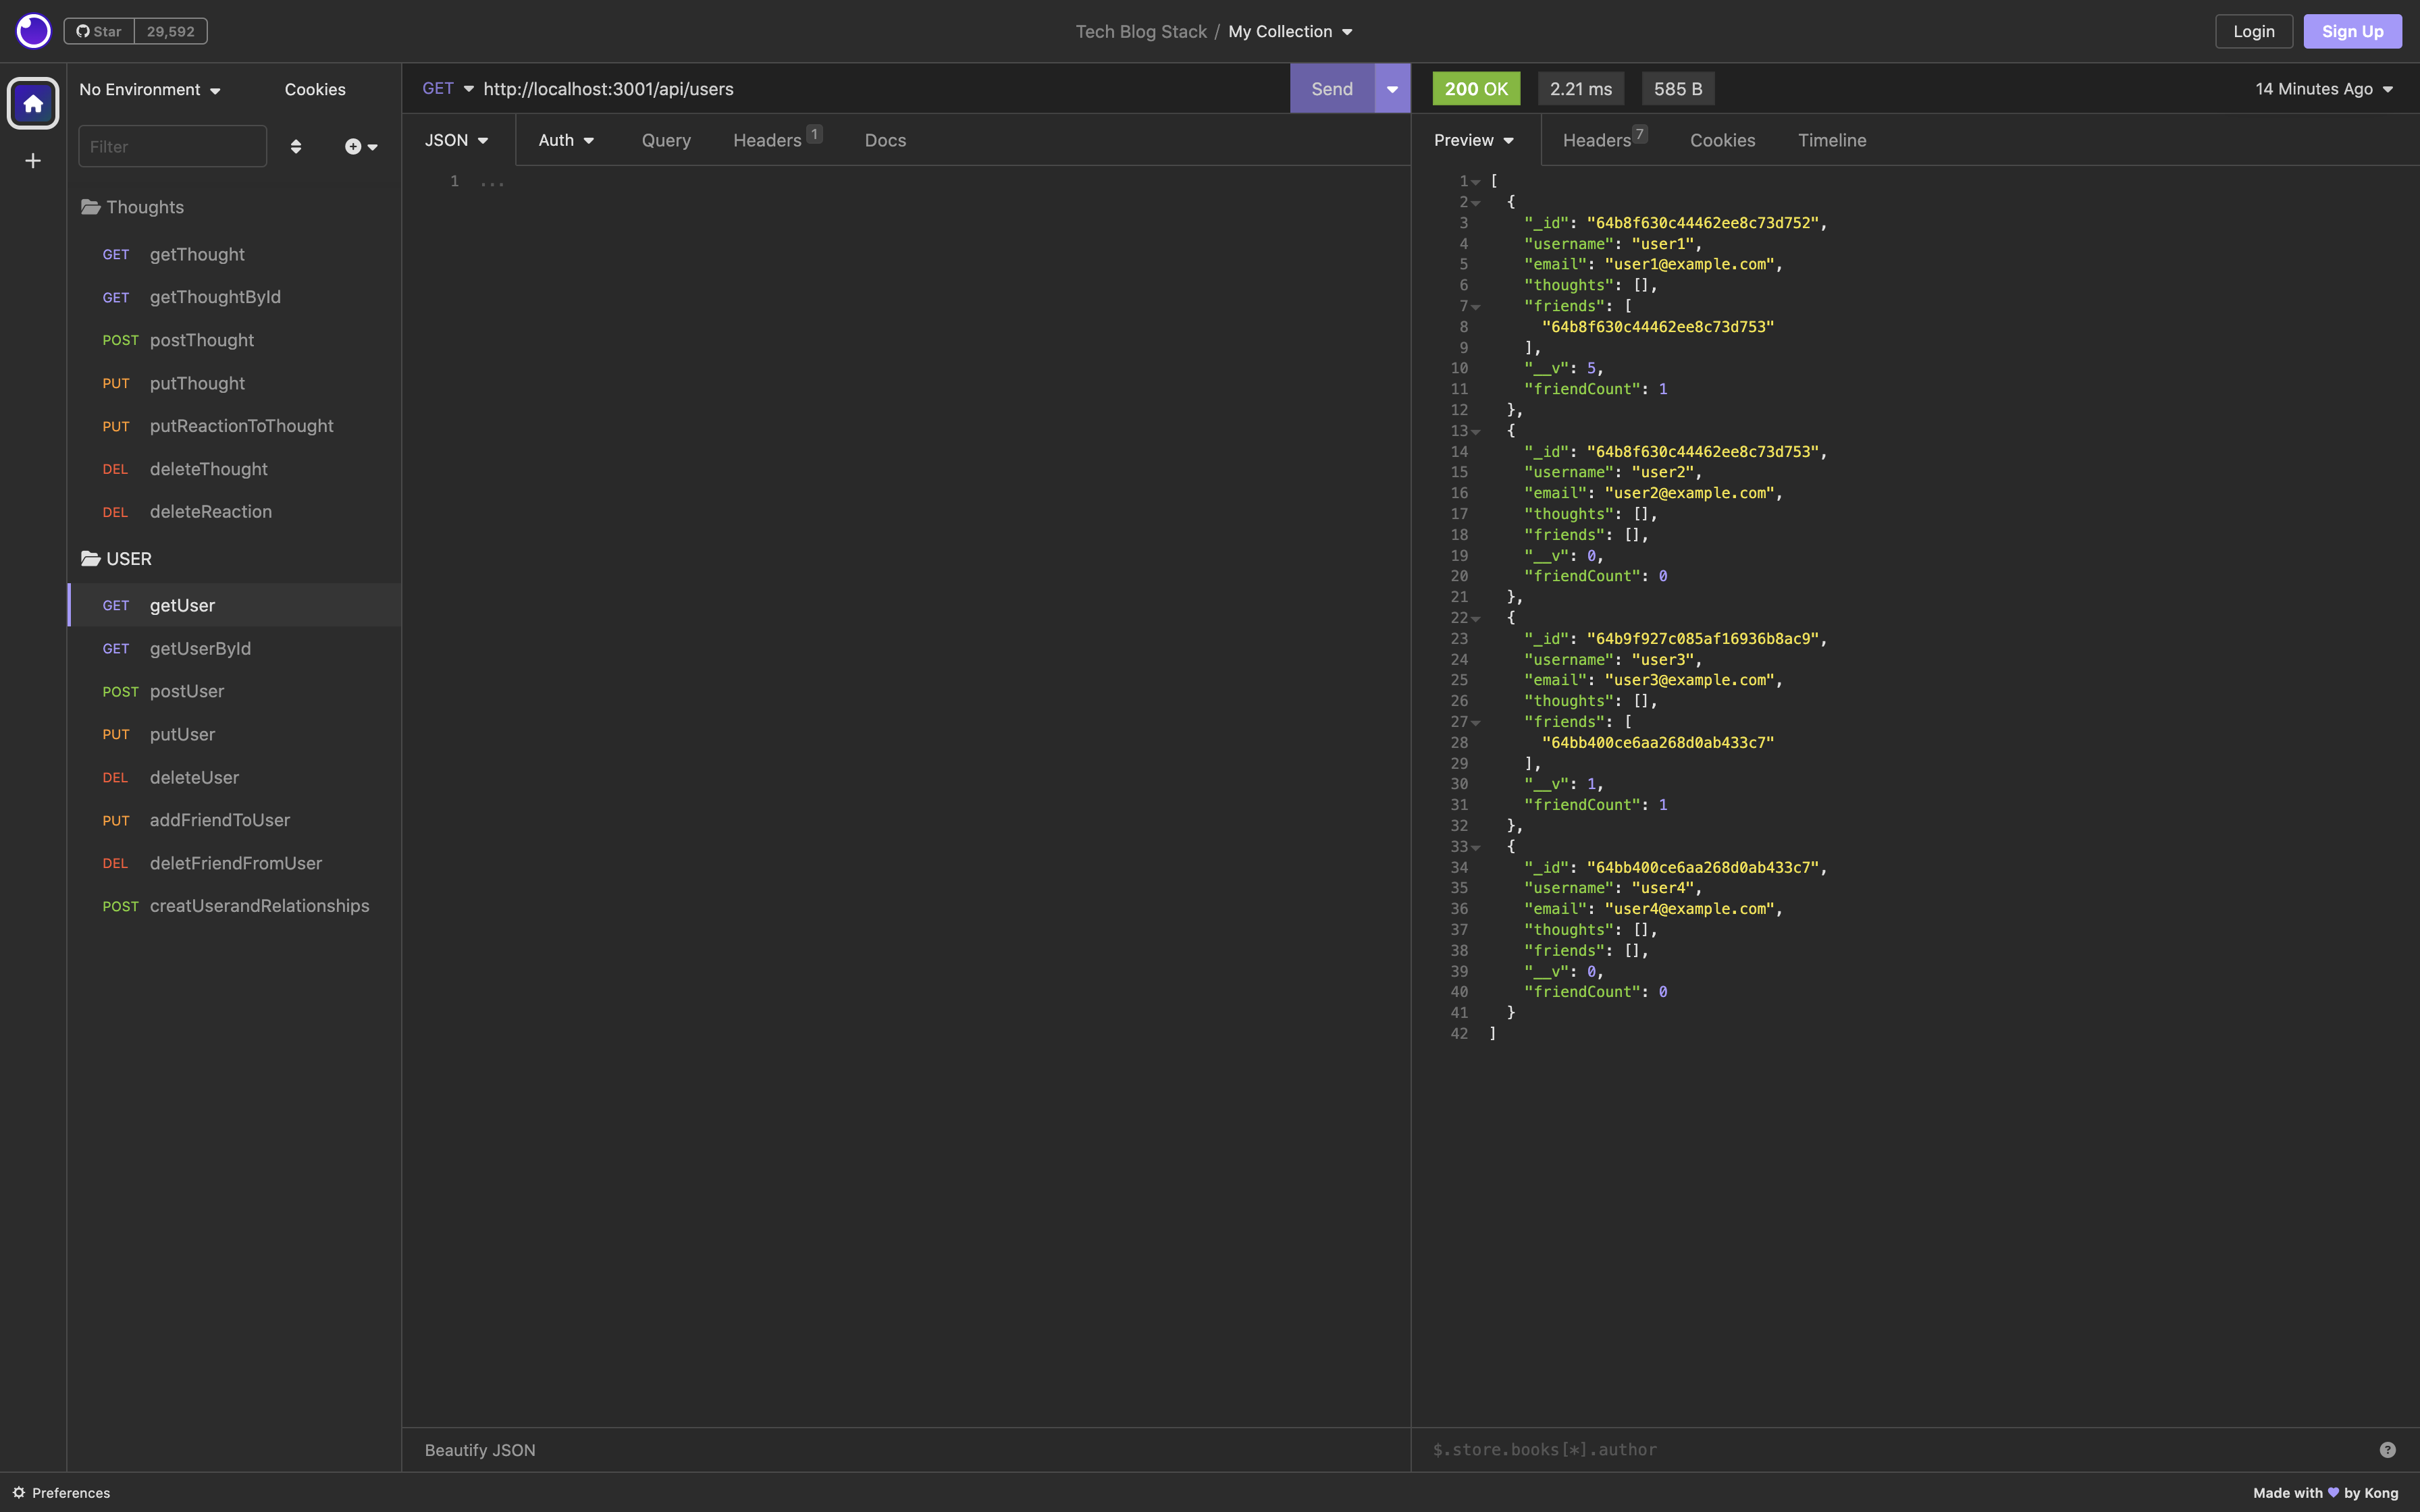 Star 29,592
Tech Blog Stack / My Collection
Login Sign Up
No Environment Cookies
Filter
Thoughts
GET getThought
GET getThoughtById
POST postThought
PUT putThought
PUT putReactionToThought
DEL deleteThought
DEL deleteReaction
USER
GET getUser
GET getUserById
POST postUser
PUT putUser
DEL deleteUser
PUT addFriendToUser
DEL deletFriendFromUser
POST creatUserandRelationships
GET http://localhost:3001/api/users Send
JSON Auth Query Headers 1 Docs
1 ...
Beautify JSON
200 OK 2.21 ms 585 B 14 Minutes Ago
Preview Headers 7 Cookies Timeline
1 [
2 {
3 "_id": "64b8f630c44462ee8c73d752",
4 "username": "user1",
5 "email": "user1@example.com",
6 "thoughts": [],
7 "friends": [
8 "64b8f630c44462ee8c73d753"
9 ],
10 "__v": 5,
11 "friendCount": 1
12 },
13 {
14 "_id": "64b8f630c44462ee8c73d753",
15 "username": "user2",
16 "email": "user2@example.com",
17 "thoughts": [],
18 "friends": [],
19 "__v": 0,
20 "friendCount": 0
21 },
22 {
23 "_id": "64b9f927c085af16936b8ac9",
24 "username": "user3",
25 "email": "user3@example.com",
26 "thoughts": [],
27 "friends": [
28 "64bb400ce6aa268d0ab433c7"
29 ],
30 "__v": 1,
31 "friendCount": 1
32 },
33 {
34 "_id": "64bb400ce6aa268d0ab433c7",
35 "username": "user4",
36 "email": "user4@example.com",
37 "thoughts": [],
38 "friends": [],
39 "__v": 0,
40 "friendCount": 0
41 }
42 ]
$.store.books[*].author
Preferences
Made with ♥ by Kong